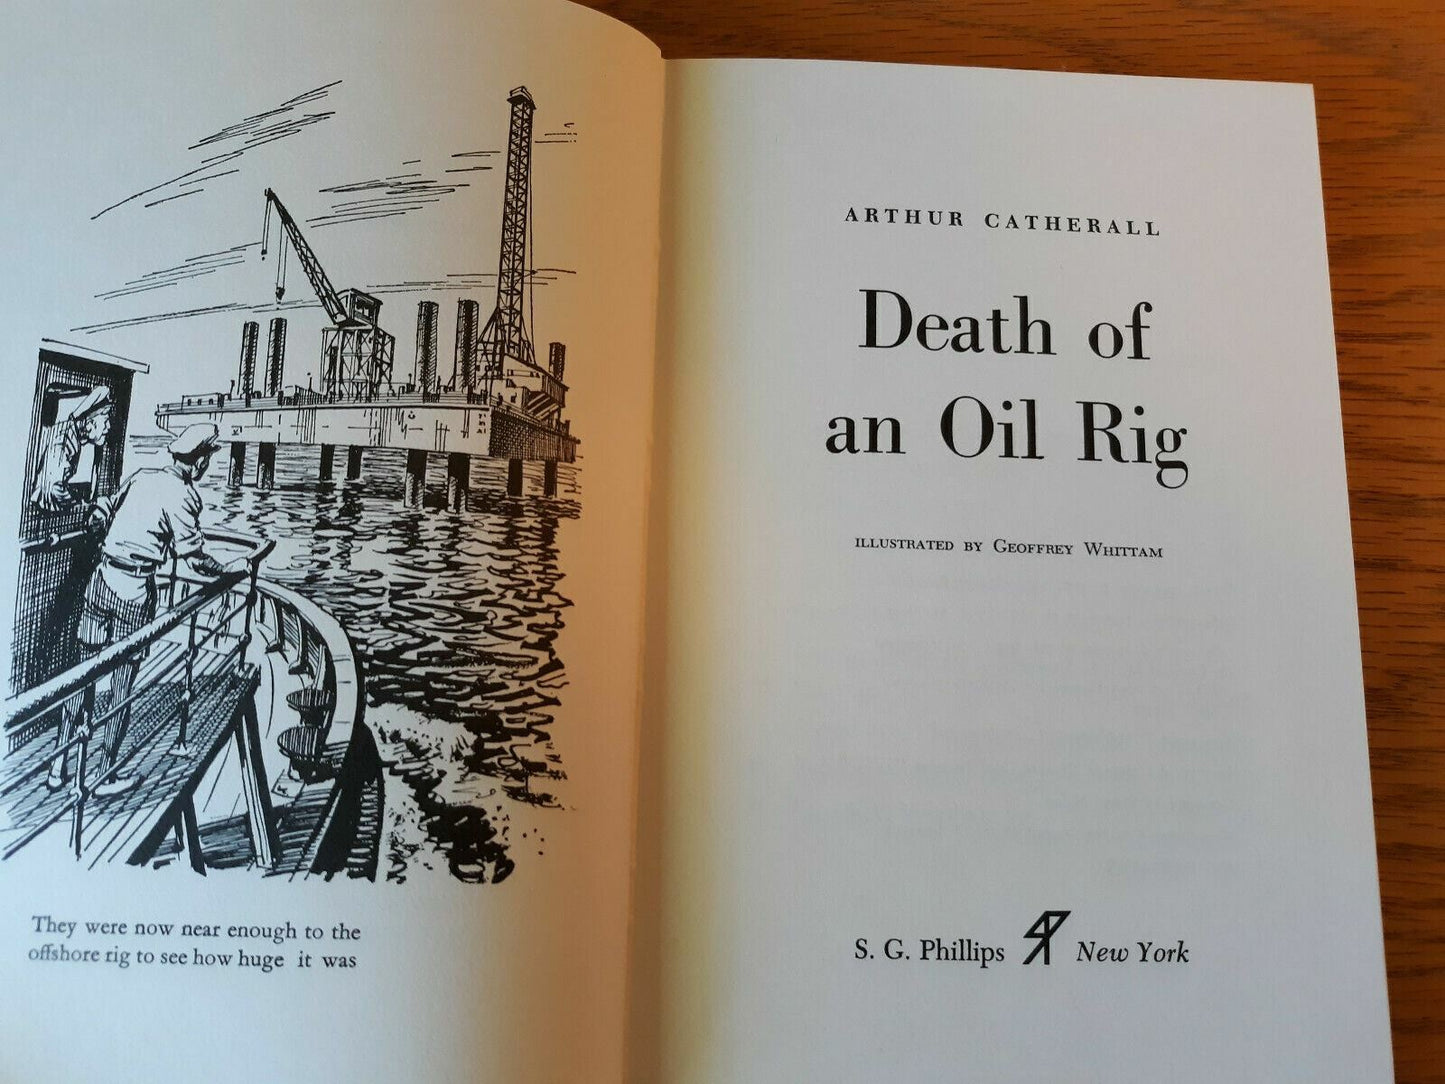 They were now near enough to the
offshore rig to see how huge it was
ARTHUR CATHERALL
Death of
an Oil Rig
ILLUSTRATED BY GEOFFREY WHITTAM
S. G. Phillips New York